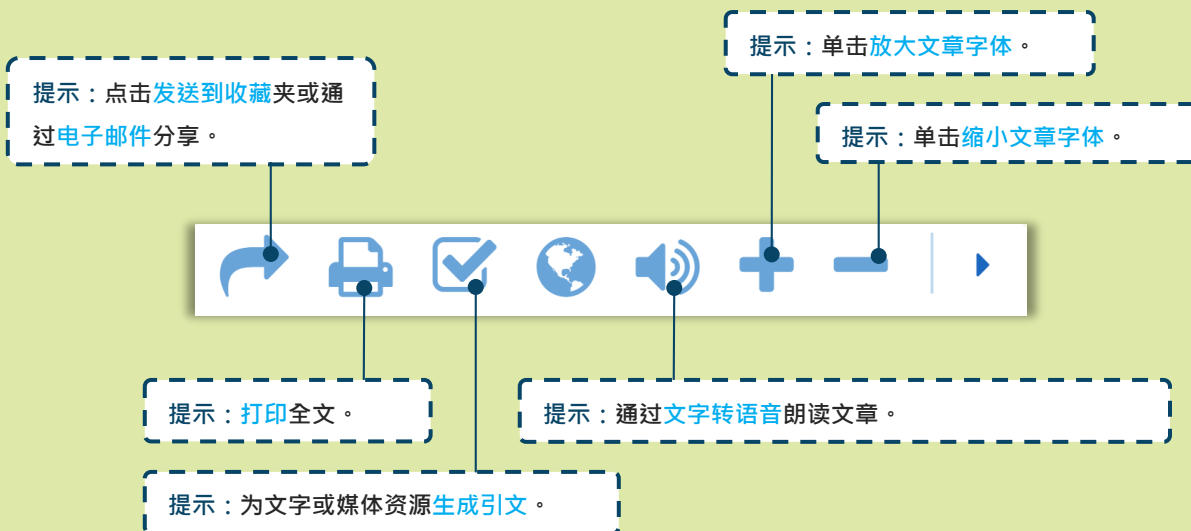 提示：单击放大文章字体。
提示：点击发送到收藏夹或通
过电子邮件分享。
提示：单击缩小文章字体。
提示：打印全文。
提示：通过文字转语音朗读文章。
提示：为文字或媒体资源生成引文。